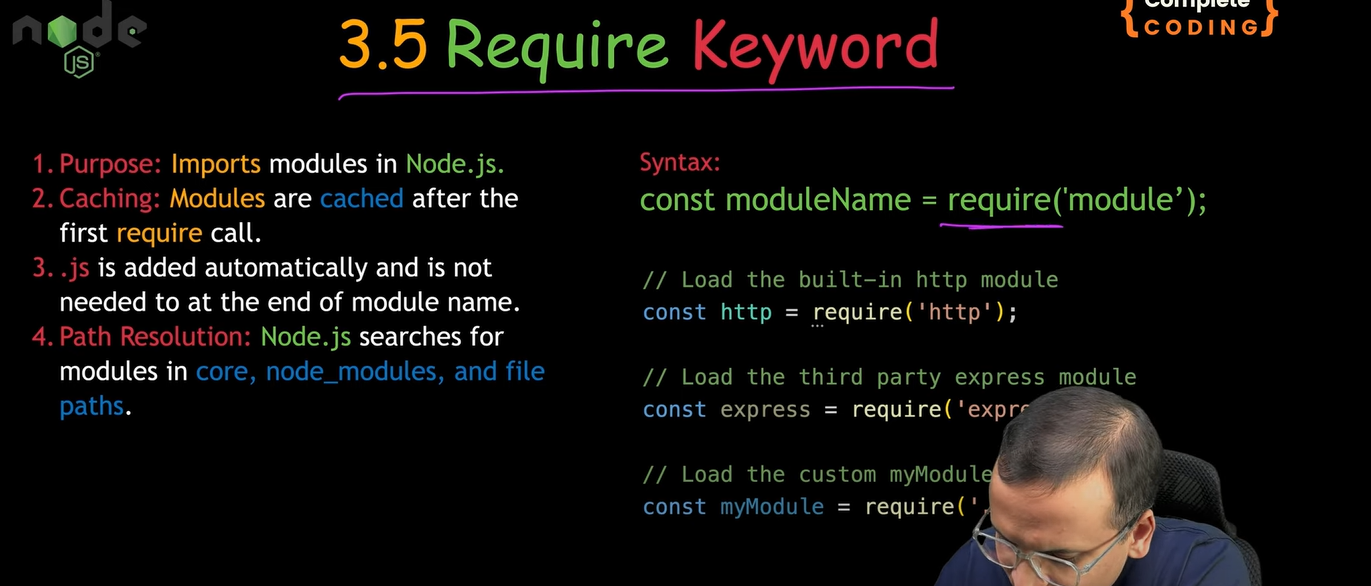 node
JS
Complete
{CODING}
3.5 Require Keyword
1. Purpose: Imports modules in Node.js.
2. Caching: Modules are cached after the
first require call.
3. .js is added automatically and is not
needed to at the end of module name.
4. Path Resolution: Node.js searches for
modules in core, node_modules, and file
paths.
Syntax:
const moduleName = require('module’);
// Load the built-in http module
const http = require('http');
// Load the third party express module
const express = require('expre
// Load the custom myModule
const myModule = require('.